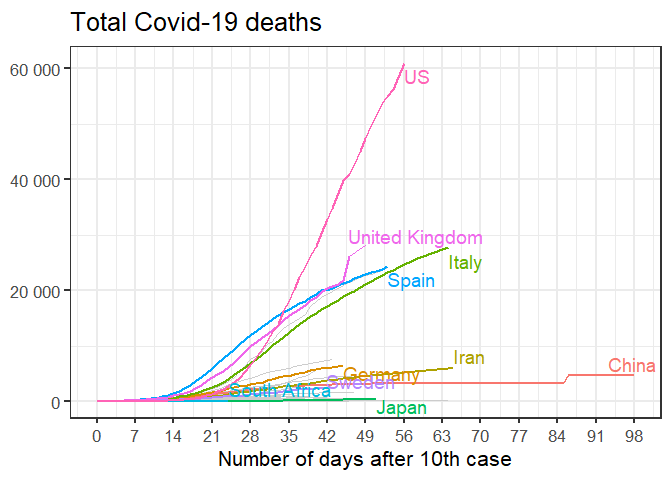 Total Covid-19 deaths
60 000
US
40 000
United Kingdom
Italy
Spain
20 000
Iran
China
Germany
Sweden
South Africa
Japan
0
0 7 14 21 28 35 42 49 56 63 70 77 84 91 98
Number of days after 10th case